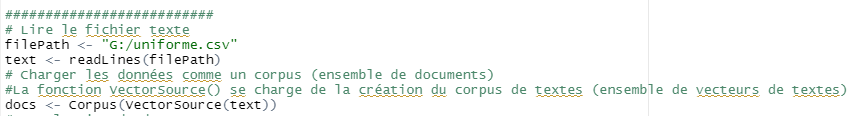 ##########################
# Lire le fichier texte
filePath <- "G:/uniforme.csv"
text <- readLines(filePath)
# Charger les données comme un corpus (ensemble de documents)
#La fonction VectorSource() se charge de la création du corpus de textes (ensemble de vecteurs de textes)
docs <- Corpus(VectorSource(text))